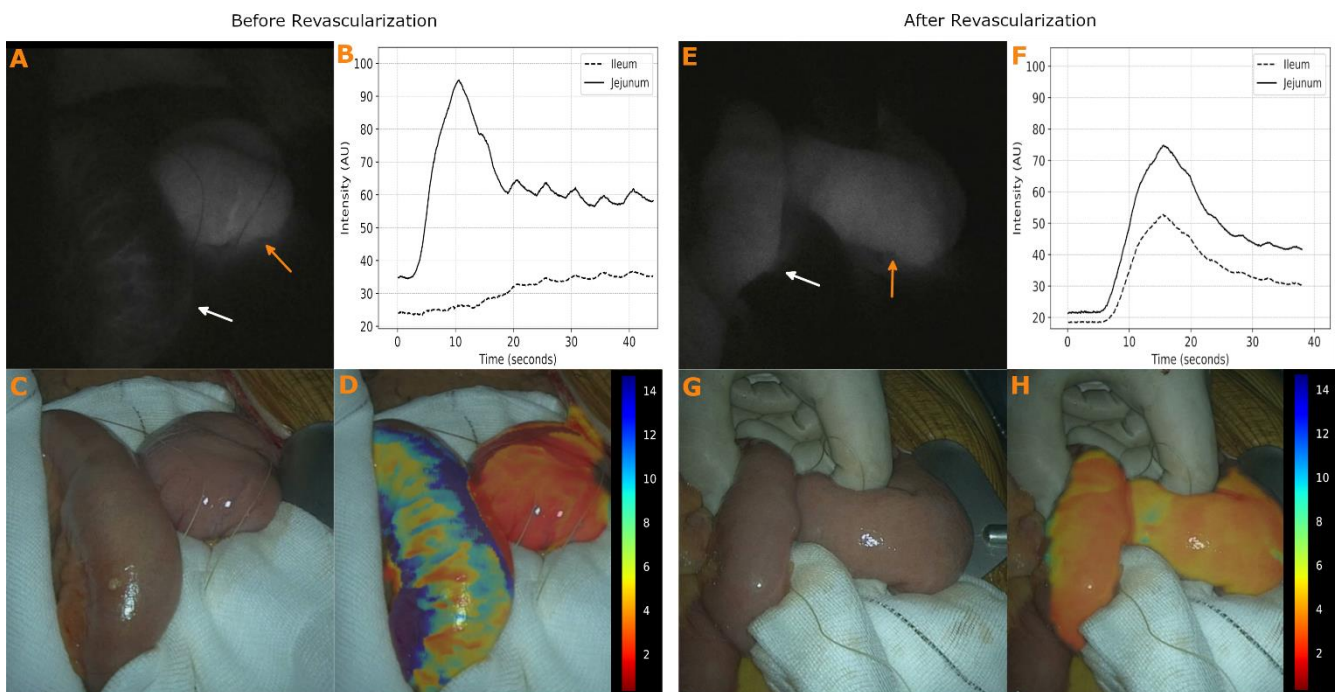 Before Revascularization
After Revascularization
A
B
Ileum
Jejunum
100
90
80
70
60
50
40
30
20
Intensity (AU)
0
10
20
30
40
Time (seconds)
E
F
Ileum
Jejunum
100
90
80
70
60
50
40
30
20
Intensity (AU)
0
10
20
30
40
Time (seconds)
C
D
14
12
10
8
6
4
2
G
H
14
12
10
8
6
4
2